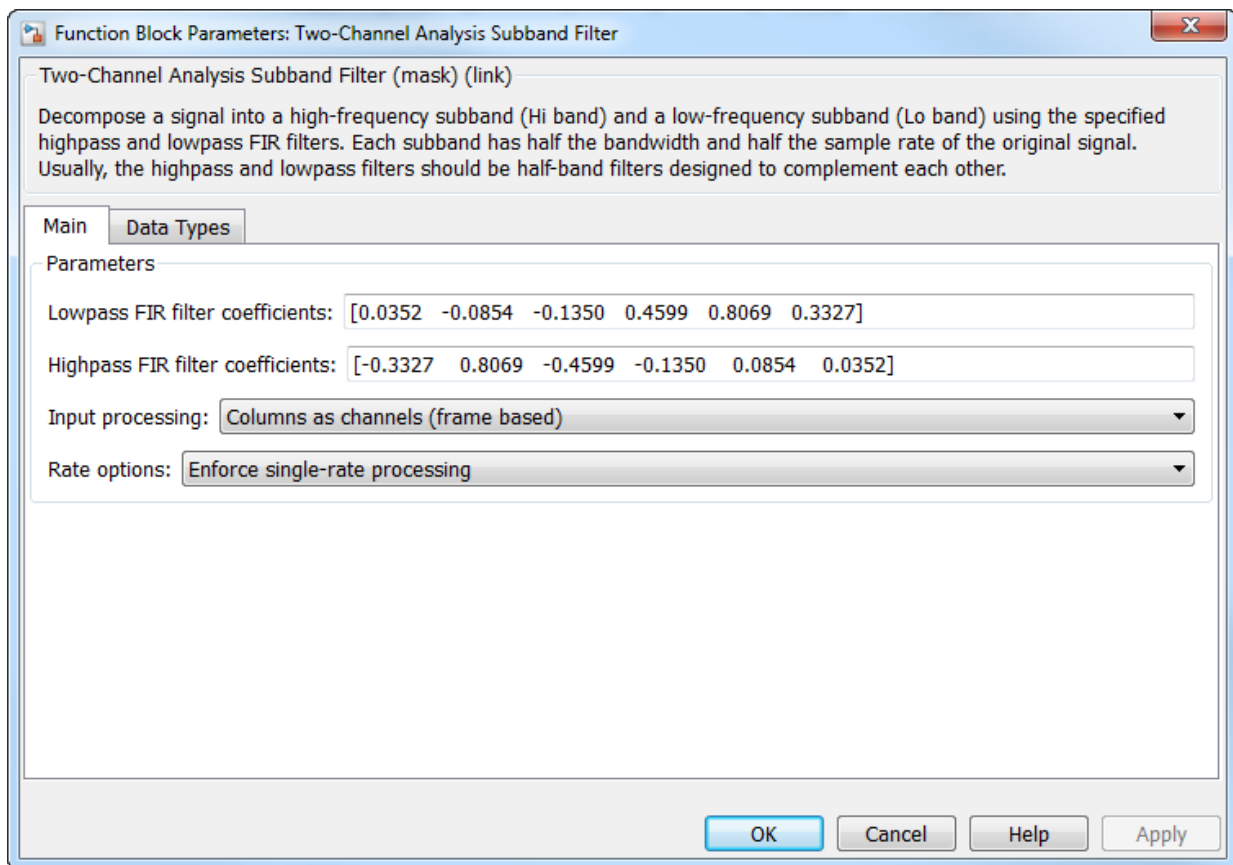 Function Block Parameters: Two-Channel Analysis Subband Filter
Two-Channel Analysis Subband Filter (mask) (link)
Decompose a signal into a high-frequency subband (Hi band) and a low-frequency subband (Lo band) using the specified
highpass and lowpass FIR filters. Each subband has half the bandwidth and half the sample rate of the original signal.
Usually, the highpass and lowpass filters should be half-band filters designed to complement each other.
Main Data Types
Parameters
Lowpass FIR filter coefficients: [0.0352 -0.0854 -0.1350 0.4599 0.8069 0.3327]
Highpass FIR filter coefficients: [-0.3327 0.8069 -0.4599 -0.1350 0.0854 0.0352]
Input processing: Columns as channels (frame based)
Rate options: Enforce single-rate processing
OK Cancel Help Apply